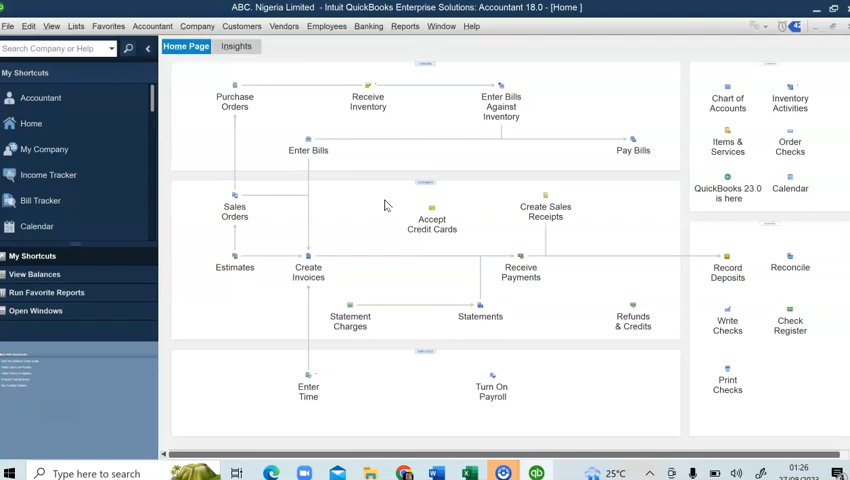 ABC. Nigeria Limited - Intuit QuickBooks Enterprise Solutions: Accountant 18.0 - [Home ]
File Edit View Lists Favorites Accountant Company Customers Vendors Employees Banking Reports Window Help
42
Search Company or Help
Home Page Insights
My Shortcuts
Accountant
Home
My Company
Income Tracker
Bill Tracker
Calendar
My Shortcuts
View Balances
Run Favorite Reports
Open Windows
Purchase Orders
Receive Inventory
Enter Bills Against Inventory
Enter Bills
Pay Bills
Sales Orders
Accept Credit Cards
Create Sales Receipts
Estimates
Create Invoices
Receive Payments
Statement Charges
Statements
Refunds & Credits
Enter Time
Turn On Payroll
Chart of Accounts
Inventory Activities
Items & Services
Order Checks
QuickBooks 23.0 is here
Calendar
Record Deposits
Reconcile
Write Checks
Check Register
Print Checks
Type here to search
25°C
01:26
27/08/2023